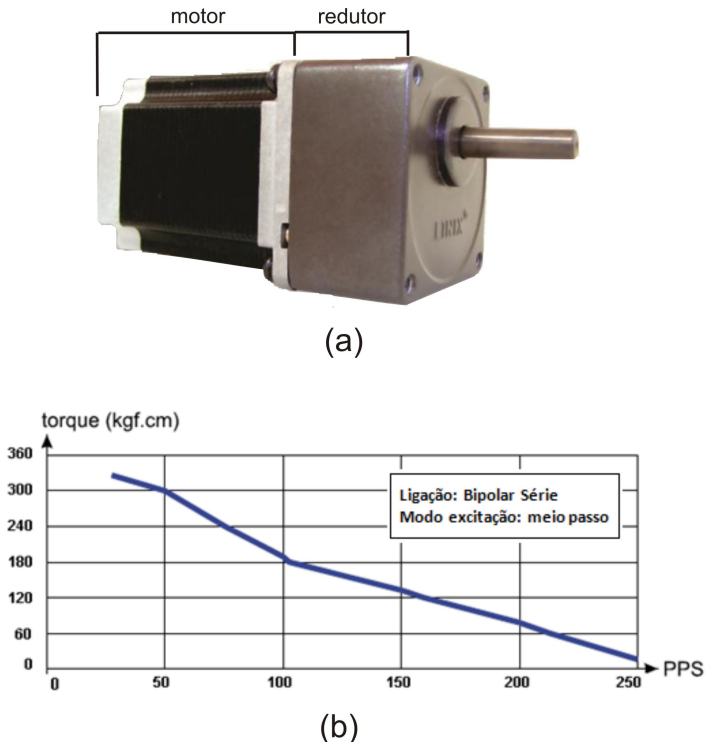 motor
redutor
LINIX®
(a)
torque (kgf.cm)
360
300
240
180
120
60
0
Ligação: Bipolar Série
Modo excitação: meio passo
0
50
100
150
200
250
PPS
(b)